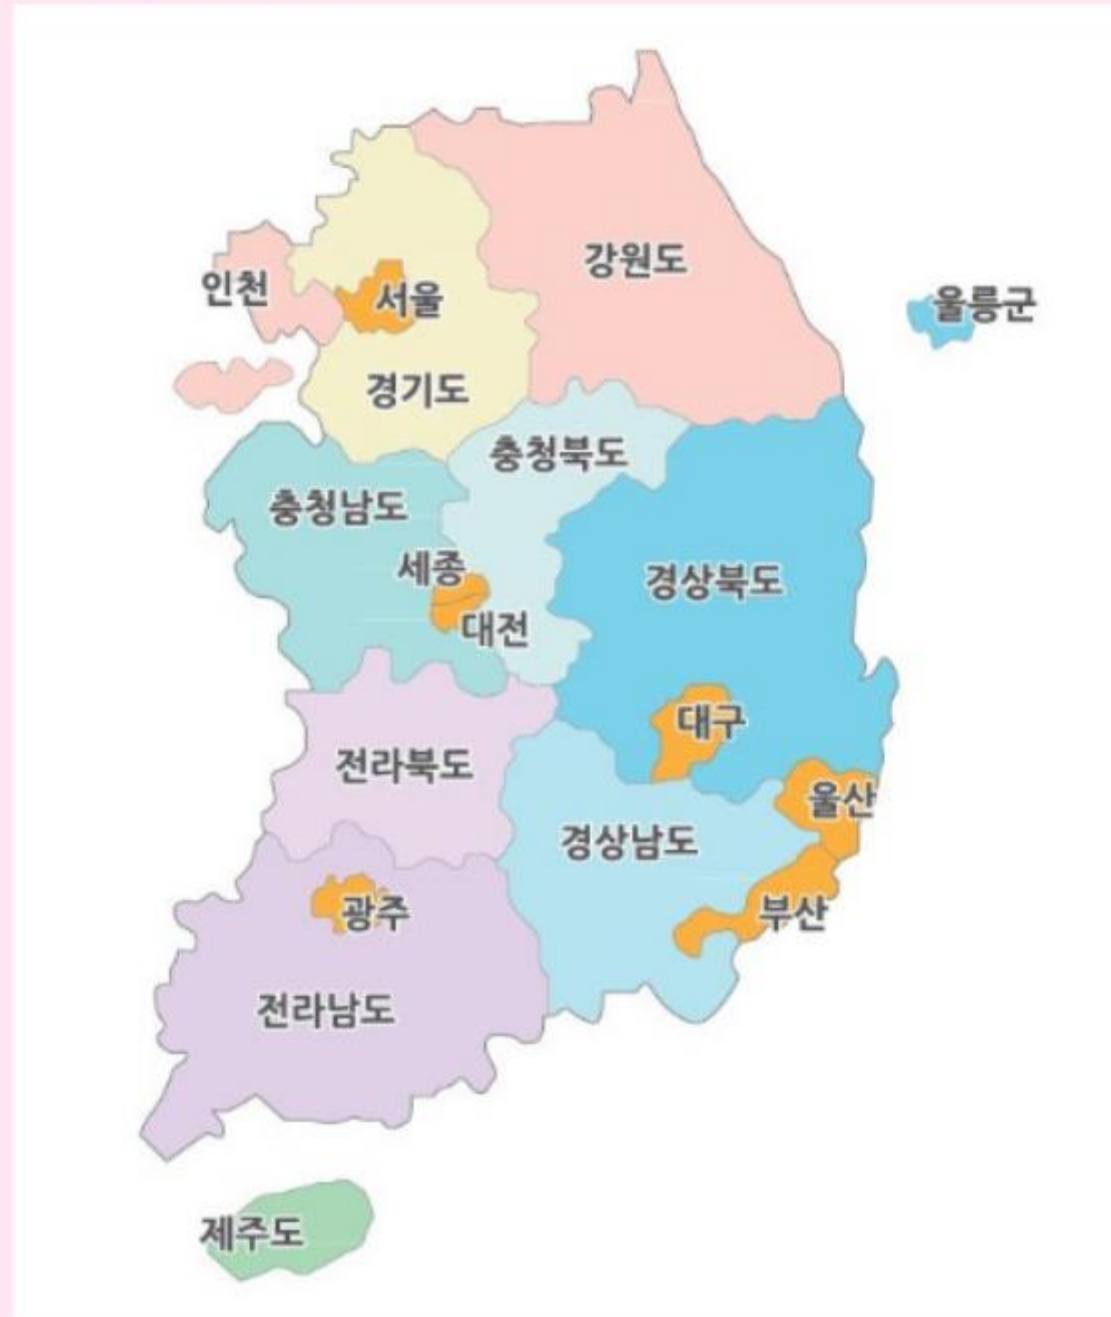 강원도
인천
서울
울릉군
경기도
충청북도
충청남도
세종
경상북도
대전
대구
전라북도
울산
경상남도
광주
부산
전라남도
제주도